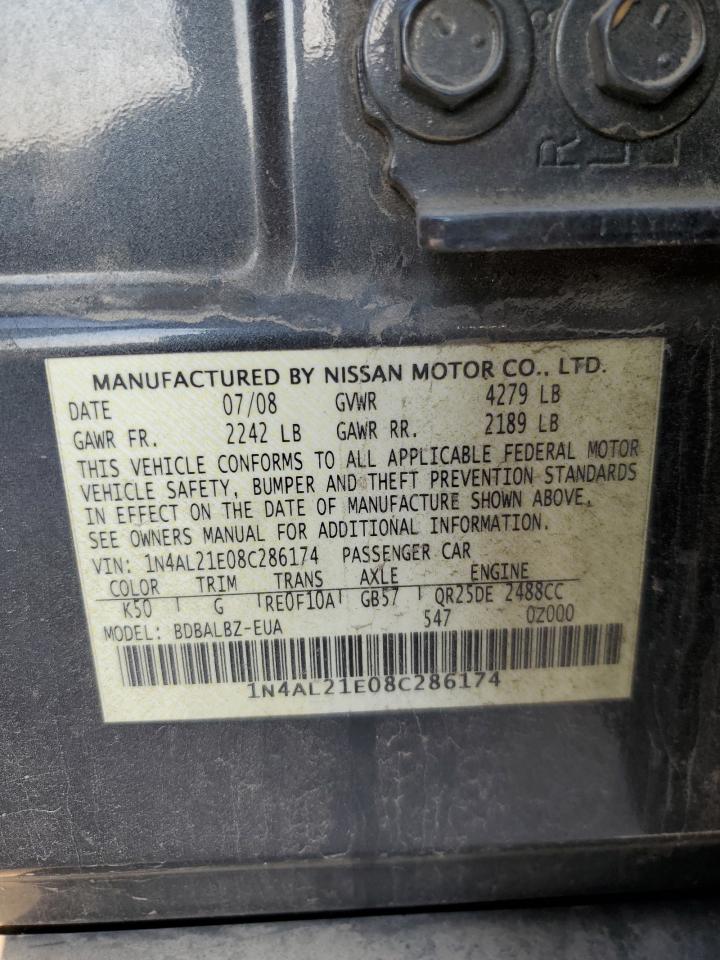 R
MANUFACTURED BY NISSAN MOTOR CO., LTD.
DATE 07/08 GVWR 4279 LB
GAWR FR. 2242 LB GAWR RR. 2189 LB
THIS VEHICLE CONFORMS TO ALL APPLICABLE FEDERAL MOTOR
VEHICLE SAFETY, BUMPER AND THEFT PREVENTION STANDARDS
IN EFFECT ON THE DATE OF MANUFACTURE SHOWN ABOVE.
SEE OWNERS MANUAL FOR ADDITIONAL INFORMATION.
VIN: 1N4AL21E08C286174 PASSENGER CAR
COLOR TRIM TRANS AXLE ENGINE
K50 G RE0F10A GB57 QR25DE 2488CC
MODEL: BDBALBZ-EUA 547 0Z000
1N4AL21E08C286174